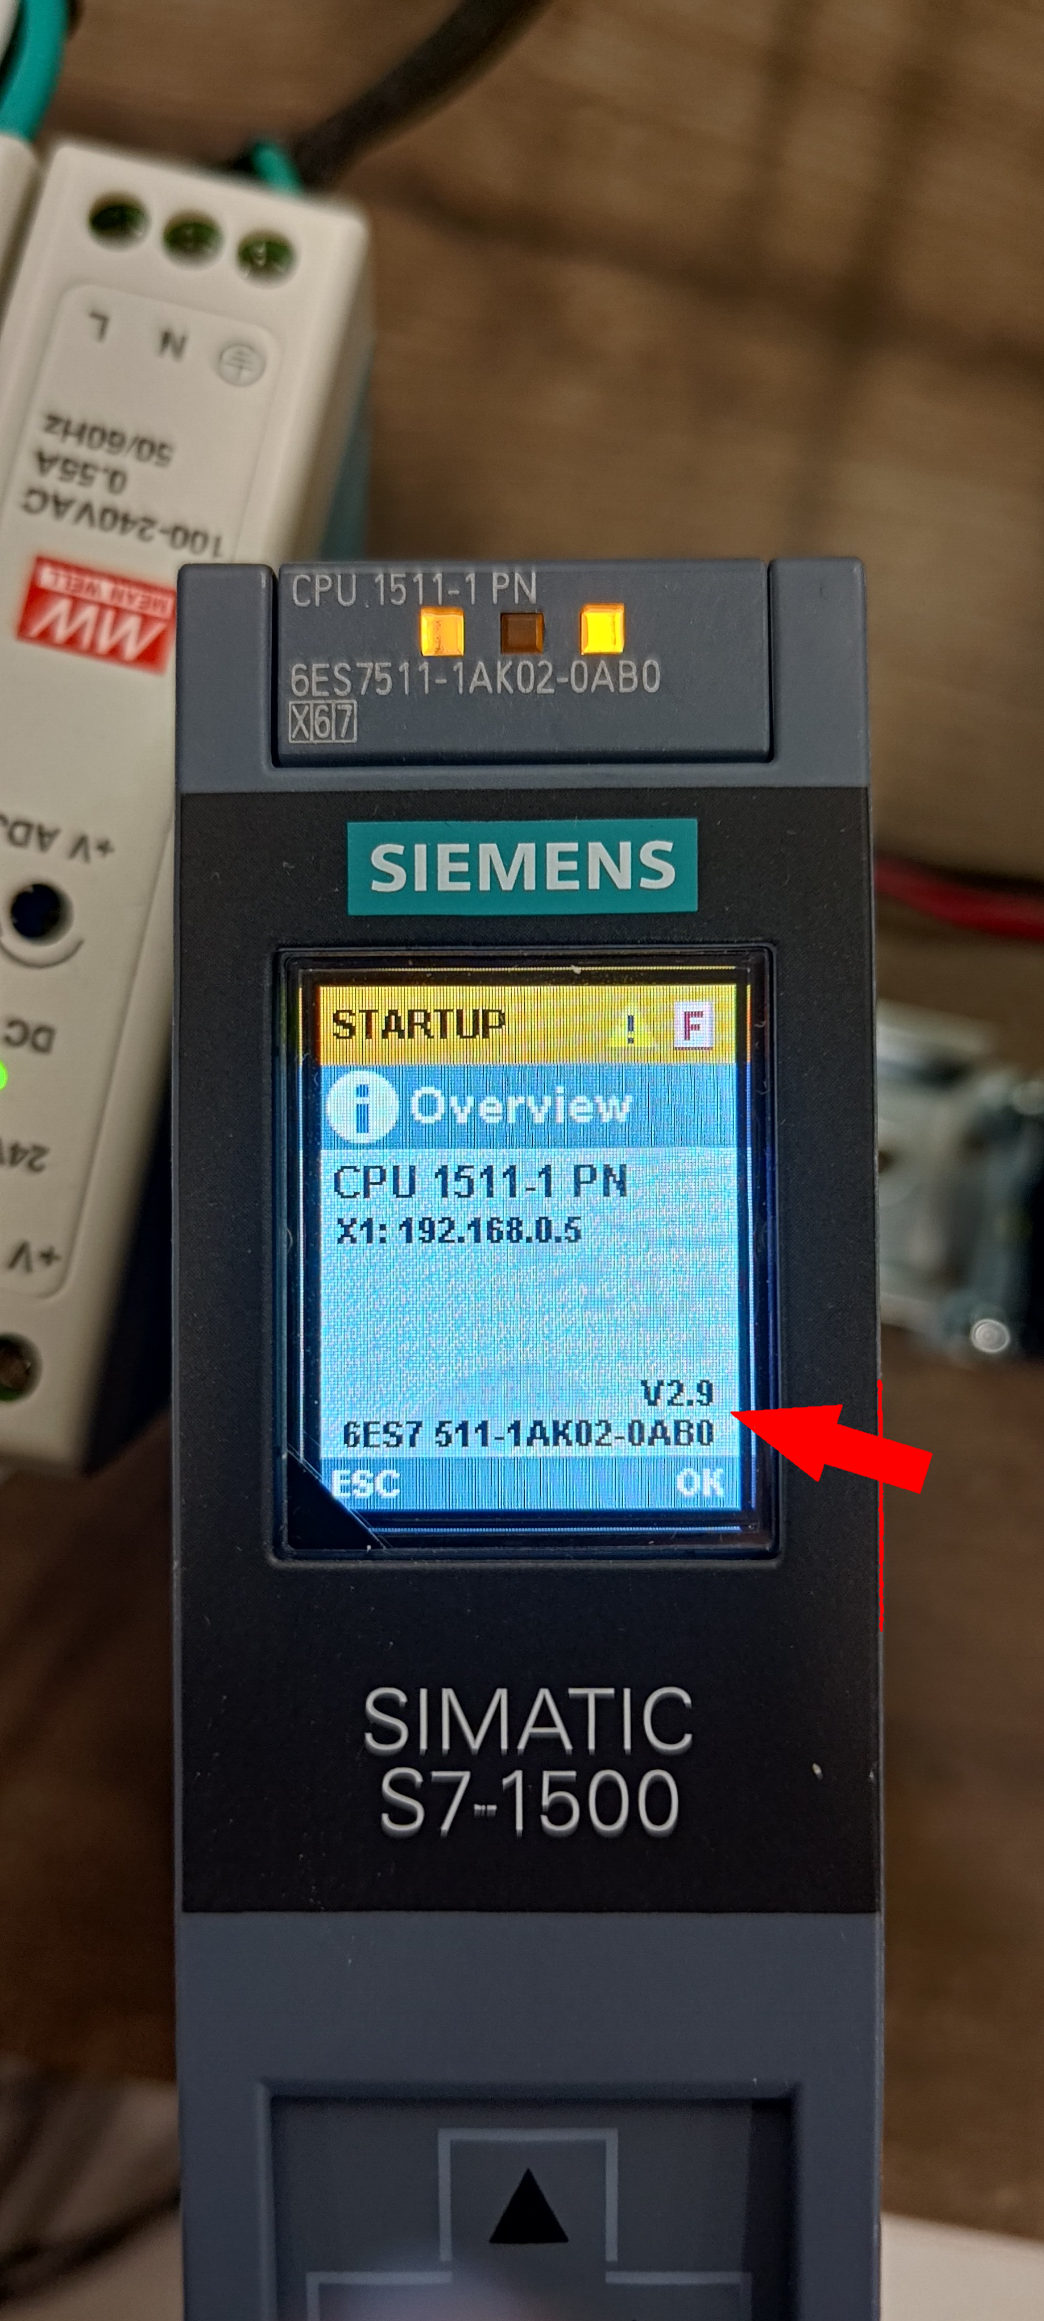 L N
50/60Hz
0.55A
100-240VAC
MW
MEAN WELL
+V ADJ
DC
24V
+V
CPU 1511-1 PN
6ES7511-1AK02-0AB0
X67
SIEMENS
STARTUP ! F
i Overview
CPU 1511-1 PN
X1: 192.168.0.5
V2.9
6ES7 511-1AK02-0AB0
ESC OK
SIMATIC
S7-1500